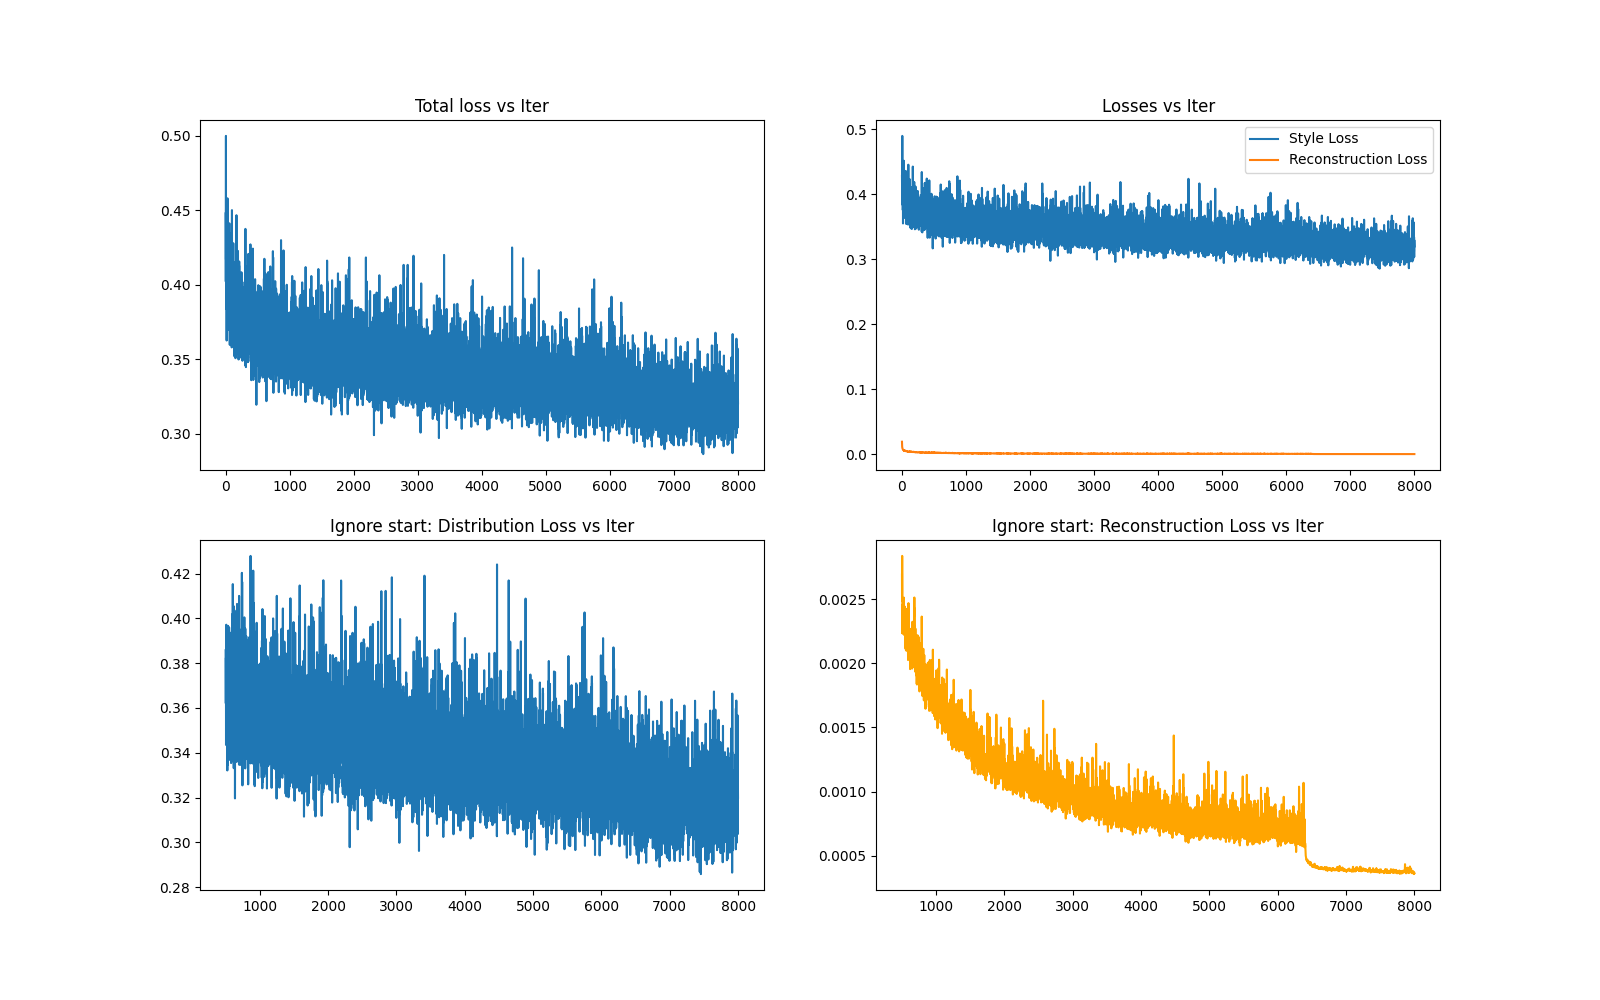 Total loss vs Iter
0.50
0.45
0.40
0.35
0.30
0 1000 2000 3000 4000 5000 6000 7000 8000
Losses vs Iter
Style Loss
Reconstruction Loss
0.5
0.4
0.3
0.2
0.1
0.0
0 1000 2000 3000 4000 5000 6000 7000 8000
Ignore start: Distribution Loss vs Iter
0.42
0.40
0.38
0.36
0.34
0.32
0.30
0.28
1000 2000 3000 4000 5000 6000 7000 8000
Ignore start: Reconstruction Loss vs Iter
0.0025
0.0020
0.0015
0.0010
0.0005
1000 2000 3000 4000 5000 6000 7000 8000